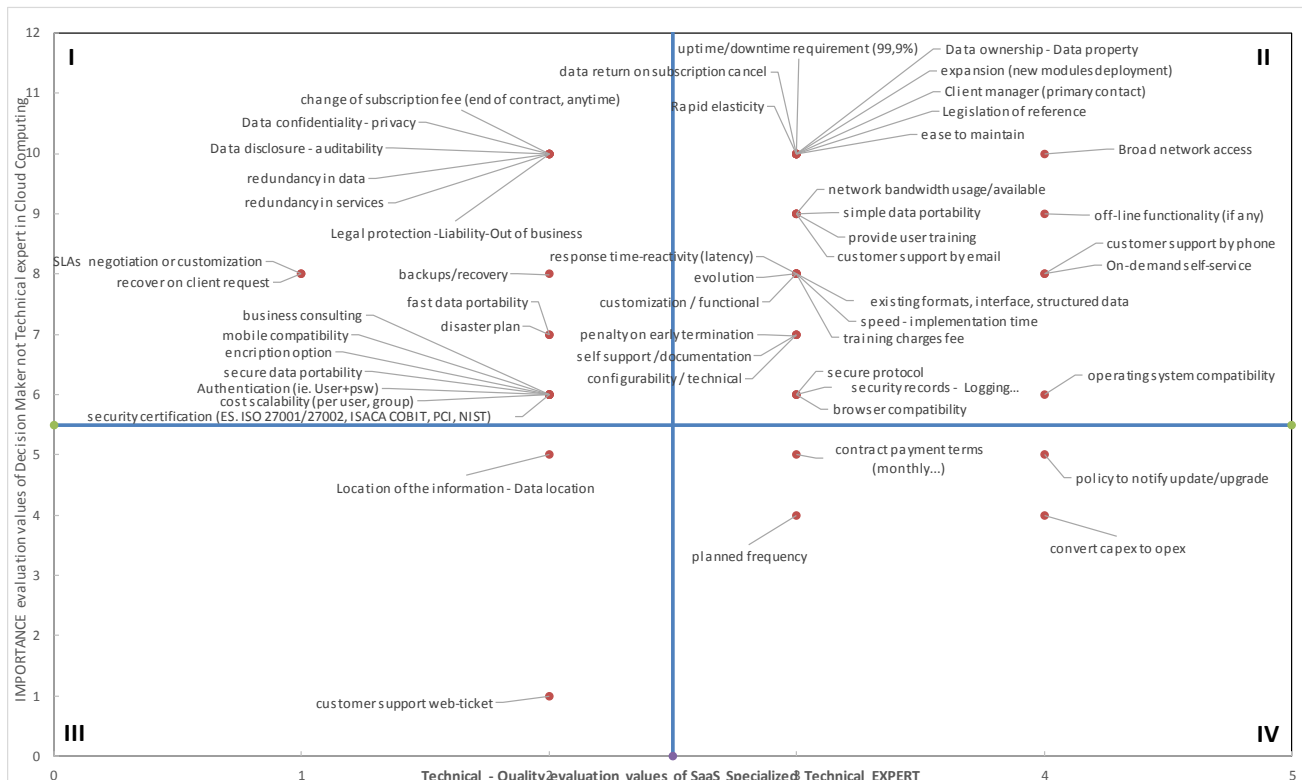 12
I
II
uptime/downtime requirement (99,9%)
Data ownership - Data property
data return on subscription cancel
expansion (new modules deployment)
11
Client manager (primary contact)
change of subscription fee (end of contract, anytime)
Rapid elasticity
Legislation of reference
Data confidentiality - privacy
ease to maintain
Data disclosure - auditability
10
Broad network access
redundancy in data
network bandwidth usage/available
redundancy in services
9
simple data portability
off-line functionality (if any)
Legal protection -Liability-Out of business
provide user training
customer support by phone
response time-reactivity (latency)
customer support by email
SLAs negotiation or customization
On-demand self-service
8
recover on client request
backups/recovery
evolution
fast data portability
customization / functional
existing formats, interface, structured data
business consulting
speed - implementation time
7
mobile compatibility
disaster plan
penalty on early termination
training charges fee
encription option
self support /documentation
secure data portability
configurability / technical
secure protocol
operating system compatibility
Authentication (ie. User+psw)
security records - Logging...
6
cost scalability (per user, group)
browser compatibility
security certification (ES. ISO 27001/27002, ISACA COBIT, PCI, NIST)
5
contract payment terms
(monthly...)
Location of the information - Data location
policy to notify update/upgrade
4
planned frequency
convert capex to opex
3
2
1
customer support web-ticket
III
IV
0
0
1
2
3
4
5
Technical - Quality evaluation values of SaaS Specialized Technical EXPERT
IMPORTANCE evaluation values of Decision Maker not Technical expert in Cloud Computing